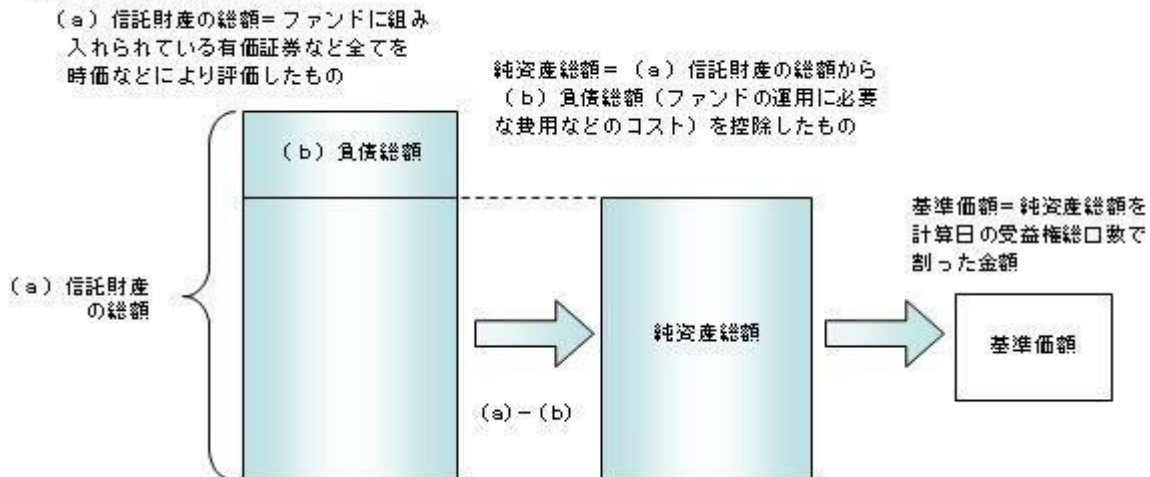 （a）信託財産の総額＝ファンドに組み
入れられている有価証券など全てを
時価などにより評価したもの
純資産総額＝（a）信託財産の総額から
（b）負債総額（ファンドの運用に必要
な費用などのコスト）を控除したもの
（b）負債総額
基準価額＝純資産総額を
計算日の受益権総口数で
割った金額
（a）信託財産
の総額
純資産総額
基準価額
(a)－(b)